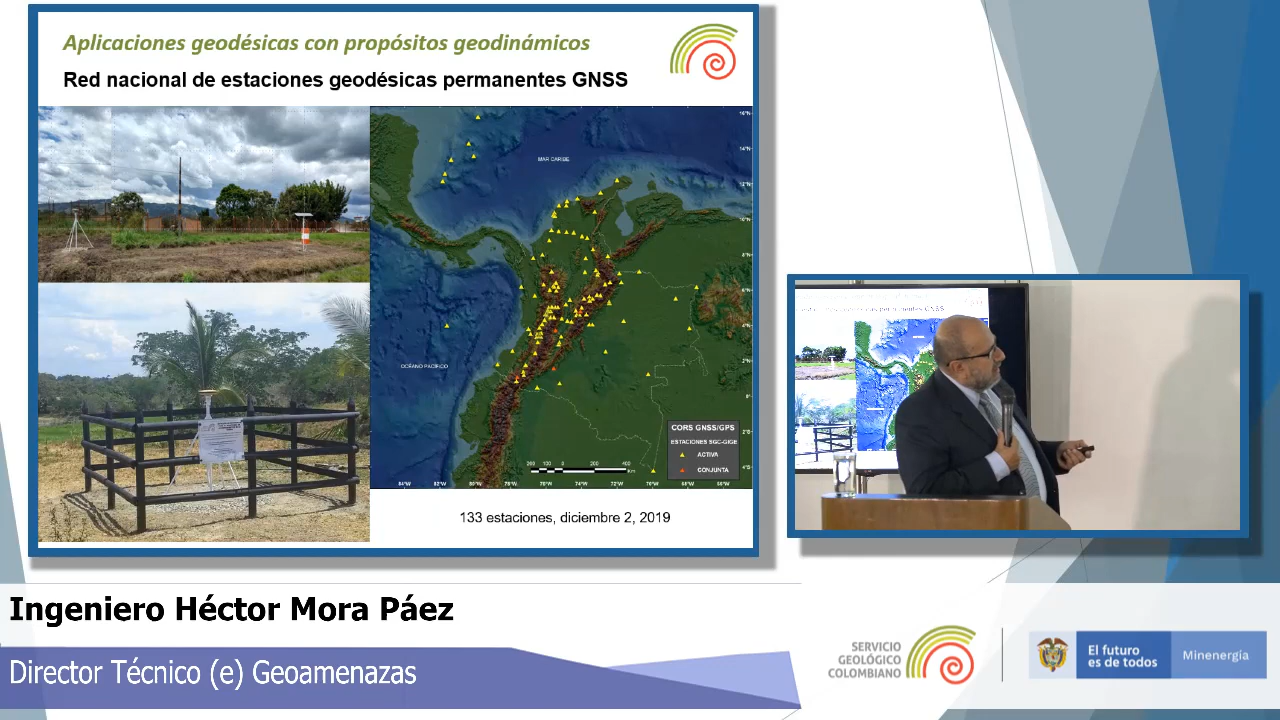 Aplicaciones geodésicas con propósitos geodinámicos
Red nacional de estaciones geodésicas permanentes GNSS
MAR CARIBE
OCÉANO PACÍFICO
CORS GNSS/GPS
ESTACIONES SGC-GIGE
ACTIVA
CONJUNTA
133 estaciones, diciembre 2, 2019
Ingeniero Héctor Mora Páez
Director Técnico (e) Geoamenazas
SERVICIO
GEOLÓGICO
COLOMBIANO
El futuro
es de todos
Minenergía